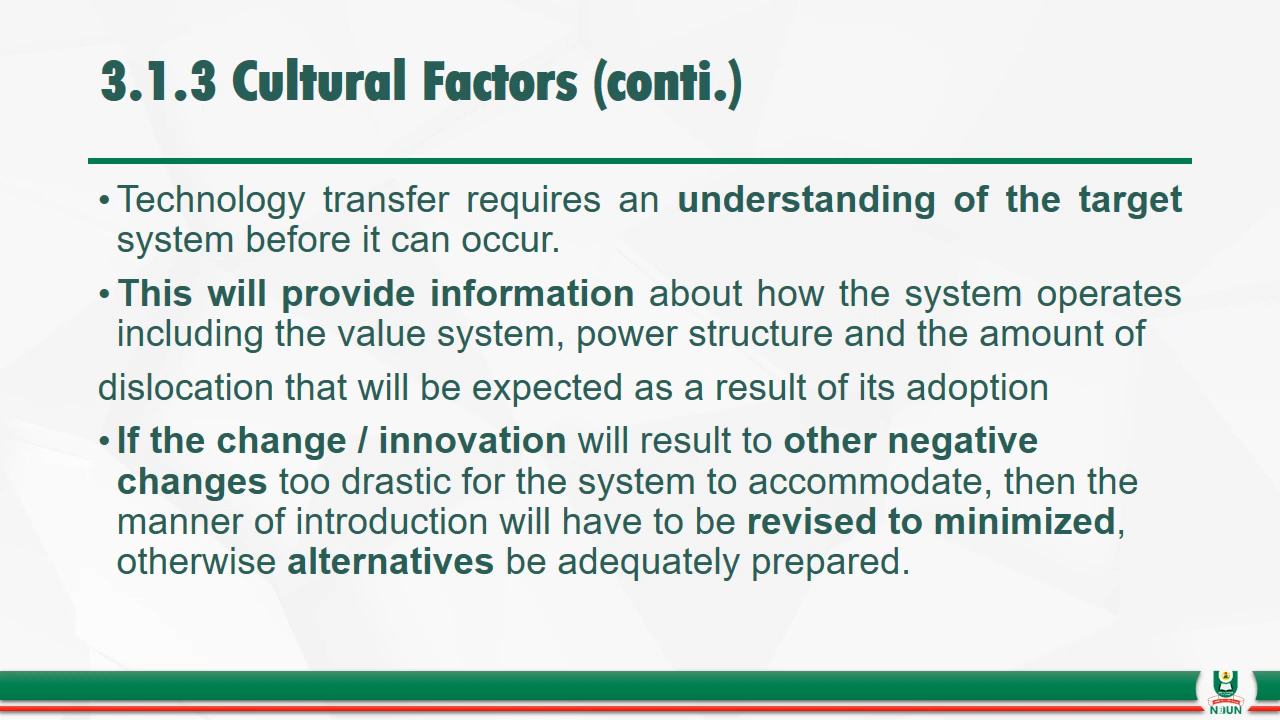 3.1.3 Cultural Factors (conti.)
• Technology transfer requires an understanding of the target
system before it can occur.
• This will provide information about how the system operates
including the value system, power structure and the amount of
dislocation that will be expected as a result of its adoption
• If the change / innovation will result to other negative
changes too drastic for the system to accommodate, then the
manner of introduction will have to be revised to minimized,
otherwise alternatives be adequately prepared.